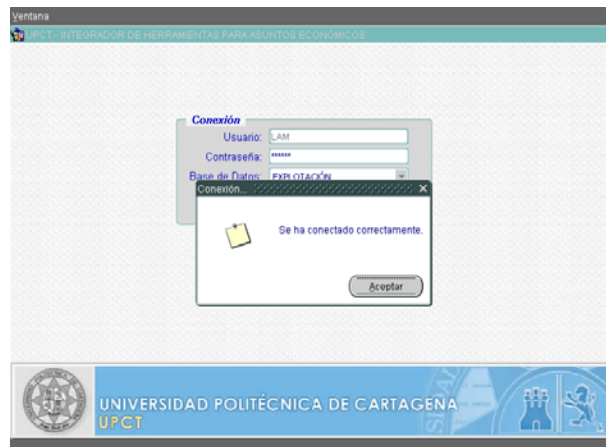 Ventana
UPCT - INTEGRADOR DE HERRAMIENTAS PARA ASUNTOS ECONÓMICOS
Conexión
Usuario: LAM
Contraseña: ******
Base de Datos: EXPLOTACIÓN
Conexión...
Se ha conectado correctamente.
Aceptar
UNIVERSIDAD POLITÉCNICA DE CARTAGENA
UPCT